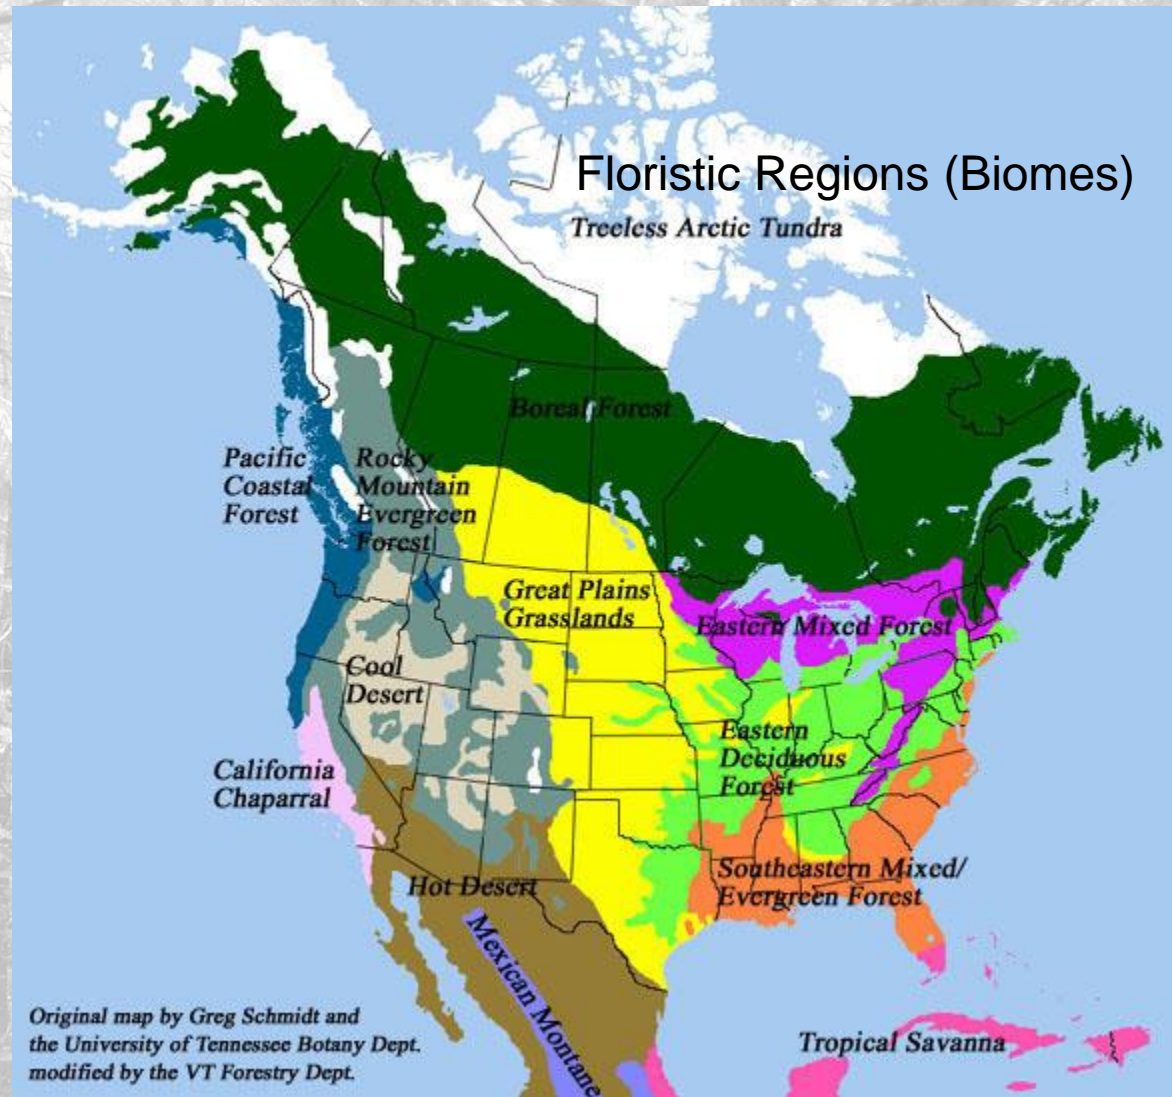 Floristic Regions (Biomes)
Treeless Arctic Tundra
Boreal Forest
Pacific
Coastal
Forest
Rocky
Mountain
Evergreen
Forest
Great Plains
Grasslands
Eastern Mixed Forest
Cool
Desert
Eastern
Deciduous
Forest
California
Chaparral
Southeastern Mixed/
Evergreen Forest
Hot Desert
Mexican Montane
Tropical Savanna
Original map by Greg Schmidt and
the University of Tennessee Botany Dept.
modified by the VT Forestry Dept.